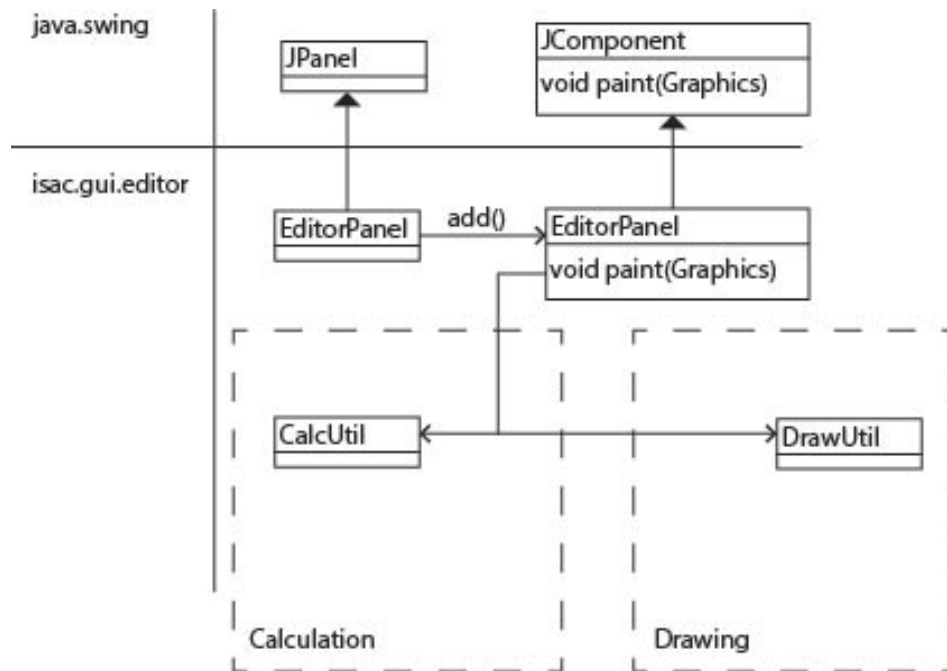 java.swing
JPanel
JComponent
void paint(Graphics)
isac.gui.editor
EditorPanel
add()
EditorPanel
void paint(Graphics)
CalcUtil
DrawUtil
Calculation
Drawing